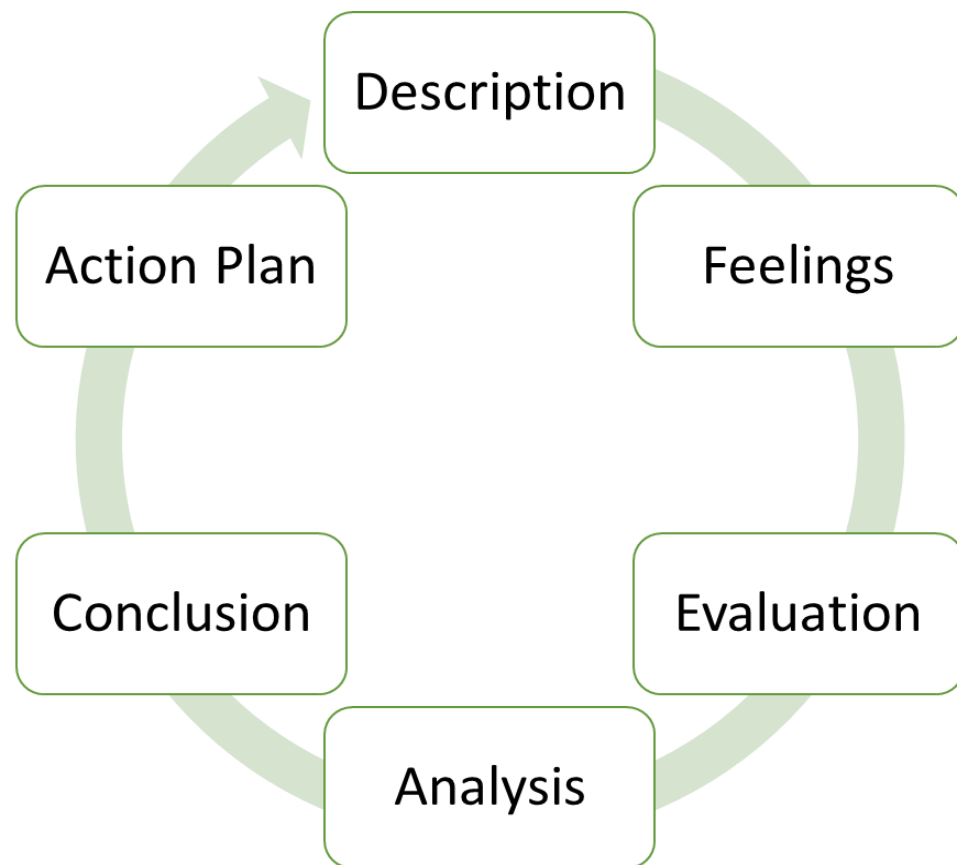 Description
Feelings
Evaluation
Analysis
Conclusion
Action Plan